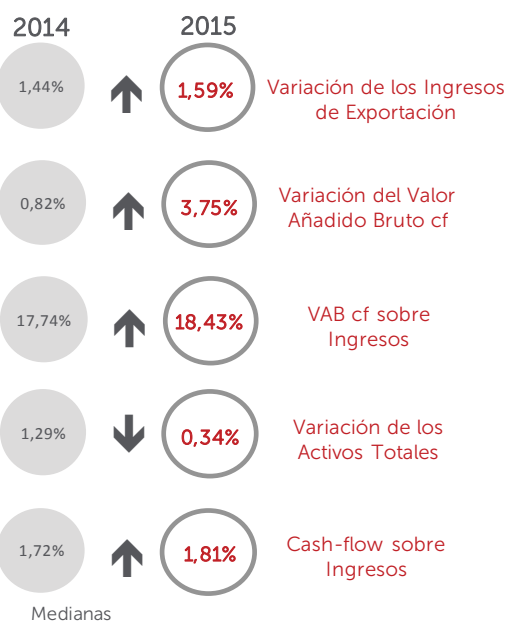 2014 2015
1,44% 1,59% Variación de los Ingresos
de Exportación
0,82% 3,75% Variación del Valor
Añadido Bruto cf
17,74% 18,43% VAB cf sobre
Ingresos
1,29% 0,34% Variación de los
Activos Totales
1,72% 1,81% Cash-flow sobre
Ingresos
Medianas